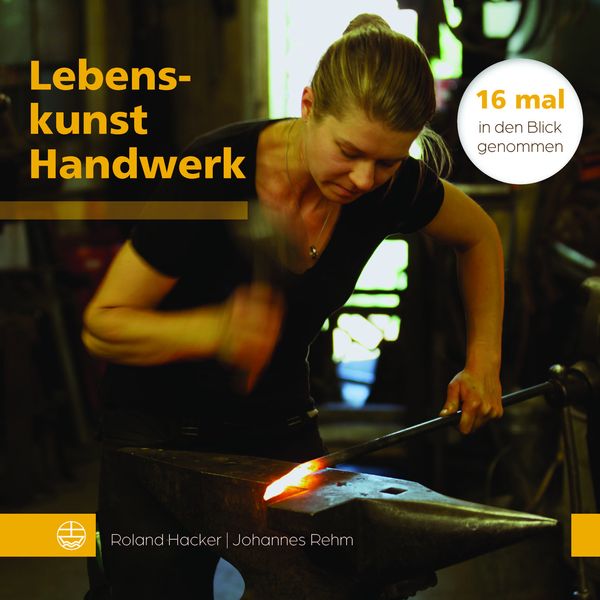 Lebens-
kunst
Handwerk
16 mal
in den Blick
genommen
Roland Hacker | Johannes Rehm